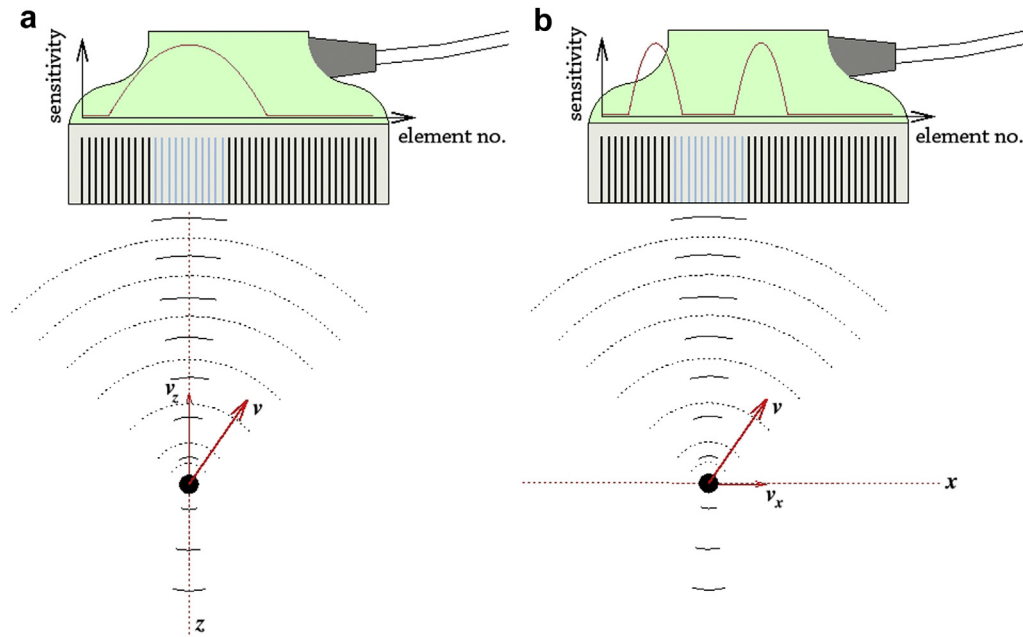 a
sensitivity
element no.
v_z
v
z
b
sensitivity
element no.
v
x
v_x